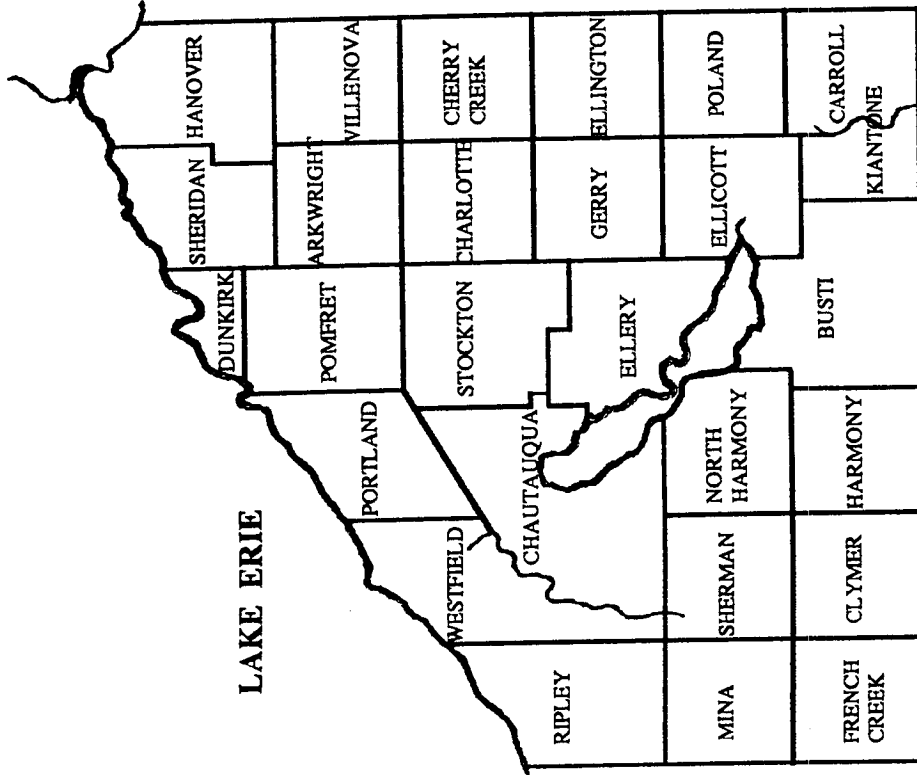 LAKE ERIE
HANOVER
SHERIDAN
DUNKIRK
VILLENOVA
ARKWRIGHT
POMFRET
PORTLAND
WESTFIELD
RIPLEY
CHERRY
CREEK
CHARLOTTE
STOCKTON
CHAUTAUQUA
ELLINGTON
GERRY
ELLERY
POLAND
ELLICOTT
NORTH
HARMONY
SHERMAN
MINA
CARROLL
KIANTONE
BUSTI
HARMONY
CLYMER
FRENCH
CREEK